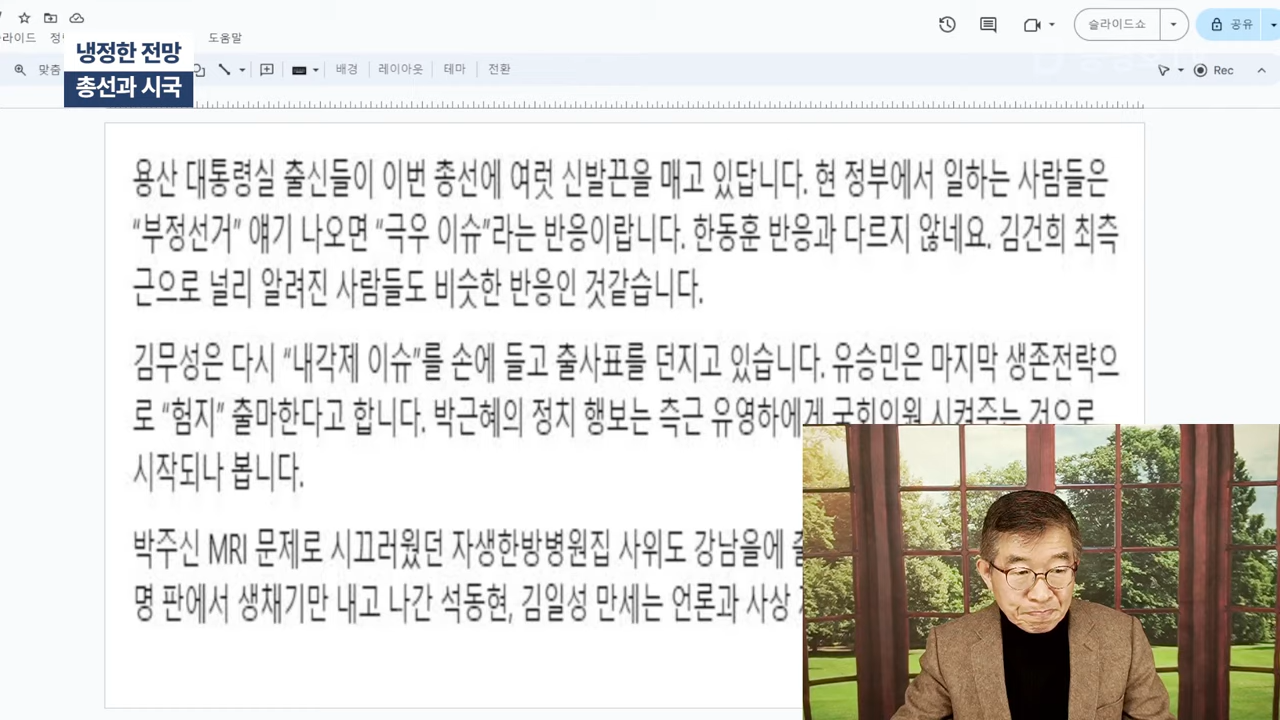 라이드
도움말
슬라이드쇼
공유
냉정한 전망
총선과 시국
맞춤
배경
레이아웃
테마
전환
Rec
용산 대통령실 출신들이 이번 총선에 여럿 신발끈을 매고 있답니다. 현 정부에서 일하는 사람들은
“부정선거” 얘기 나오면 “극우 이슈”라는 반응이랍니다. 한동훈 반응과 다르지 않네요. 김건희 최측
근으로 널리 알려진 사람들도 비슷한 반응인 것같습니다.
김무성은 다시 “내각제 이슈”를 손에 들고 출사표를 던지고 있습니다. 유승민은 마지막 생존전략으
로 “험지” 출마한다고 합니다. 박근혜의 정치 행보는 측근 유영하에게 국회의원 시켜주는 것으로
시작되나 봅니다.
박주신 MRI 문제로 시끄러웠던 자생한방병원집 사위도 강남을에
명 판에서 생채기만 내고 나간 석동현, 김일성 만세는 언론과 사상